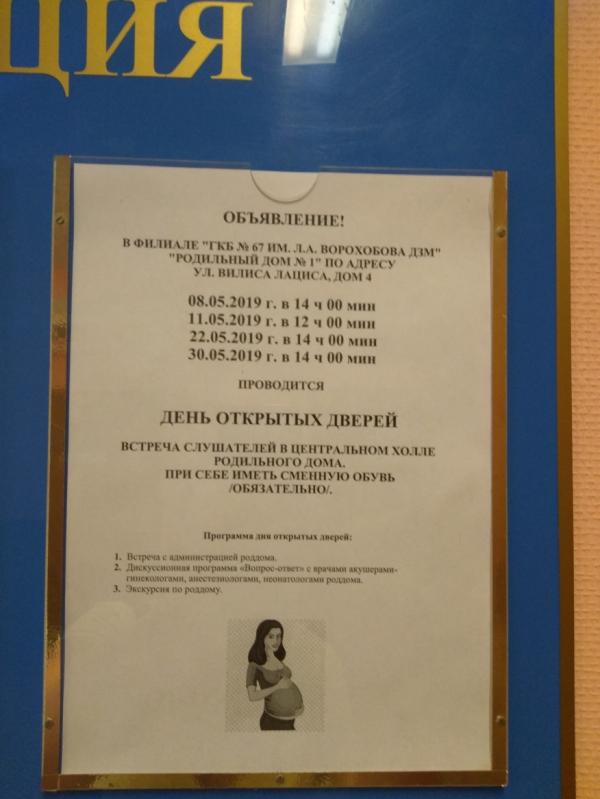 ЦИЯ
ОБЪЯВЛЕНИЕ!
В ФИЛИАЛЕ "ГКБ № 67 ИМ. Л.А. ВОРОХОБОВА ДЗМ"
"РОДИЛЬНЫЙ ДОМ № 1" ПО АДРЕСУ
УЛ. ВИЛИСА ЛАЦИСА, ДОМ 4
08.05.2019 г. в 14 ч 00 мин
11.05.2019 г. в 12 ч 00 мин
22.05.2019 г. в 14 ч 00 мин
30.05.2019 г. в 14 ч 00 мин
ПРОВОДИТСЯ
ДЕНЬ ОТКРЫТЫХ ДВЕРЕЙ
ВСТРЕЧА СЛУШАТЕЛЕЙ В ЦЕНТРАЛЬНОМ ХОЛЛЕ
РОДИЛЬНОГО ДОМА.
ПРИ СЕБЕ ИМЕТЬ СМЕННУЮ ОБУВЬ
/ОБЯЗАТЕЛЬНО/.
Программа дня открытых дверей:
1. Встреча с администрацией роддома.
2. Дискуссионная программа «Вопрос-ответ» с врачами акушерами-
гинекологами, анестезиологами, неонатологами роддома.
3. Экскурсия по роддому.